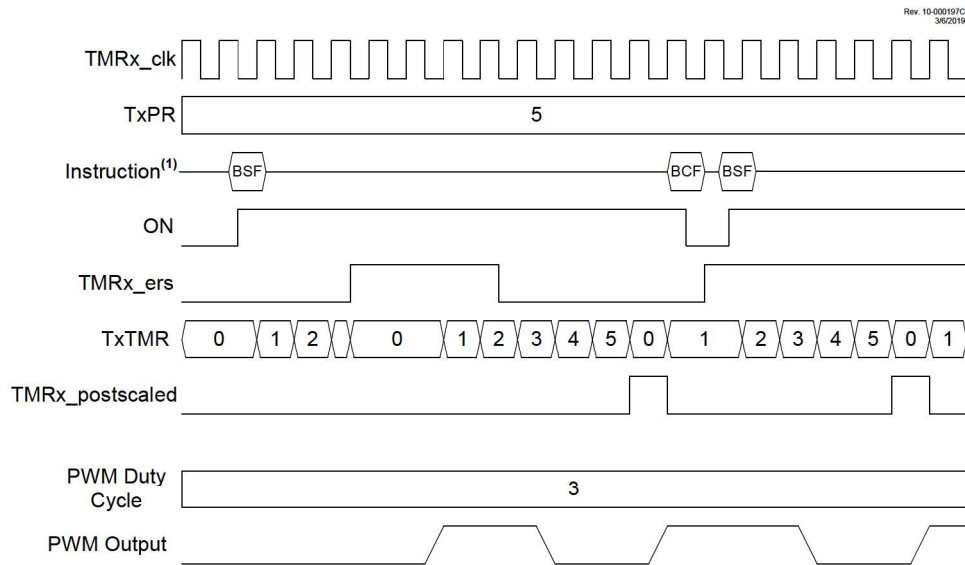 Rev. 10-000197C
3/6/2019
TMRx_clk
TxPR
5
Instruction(1)
BSF
BCF
BSF
ON
TMRx_ers
TxTMR
0 1 2 0 1 2 3 4 5 0 1 2 3 4 5 0 1
TMRx_postscaled
PWM Duty
Cycle
3
PWM Output